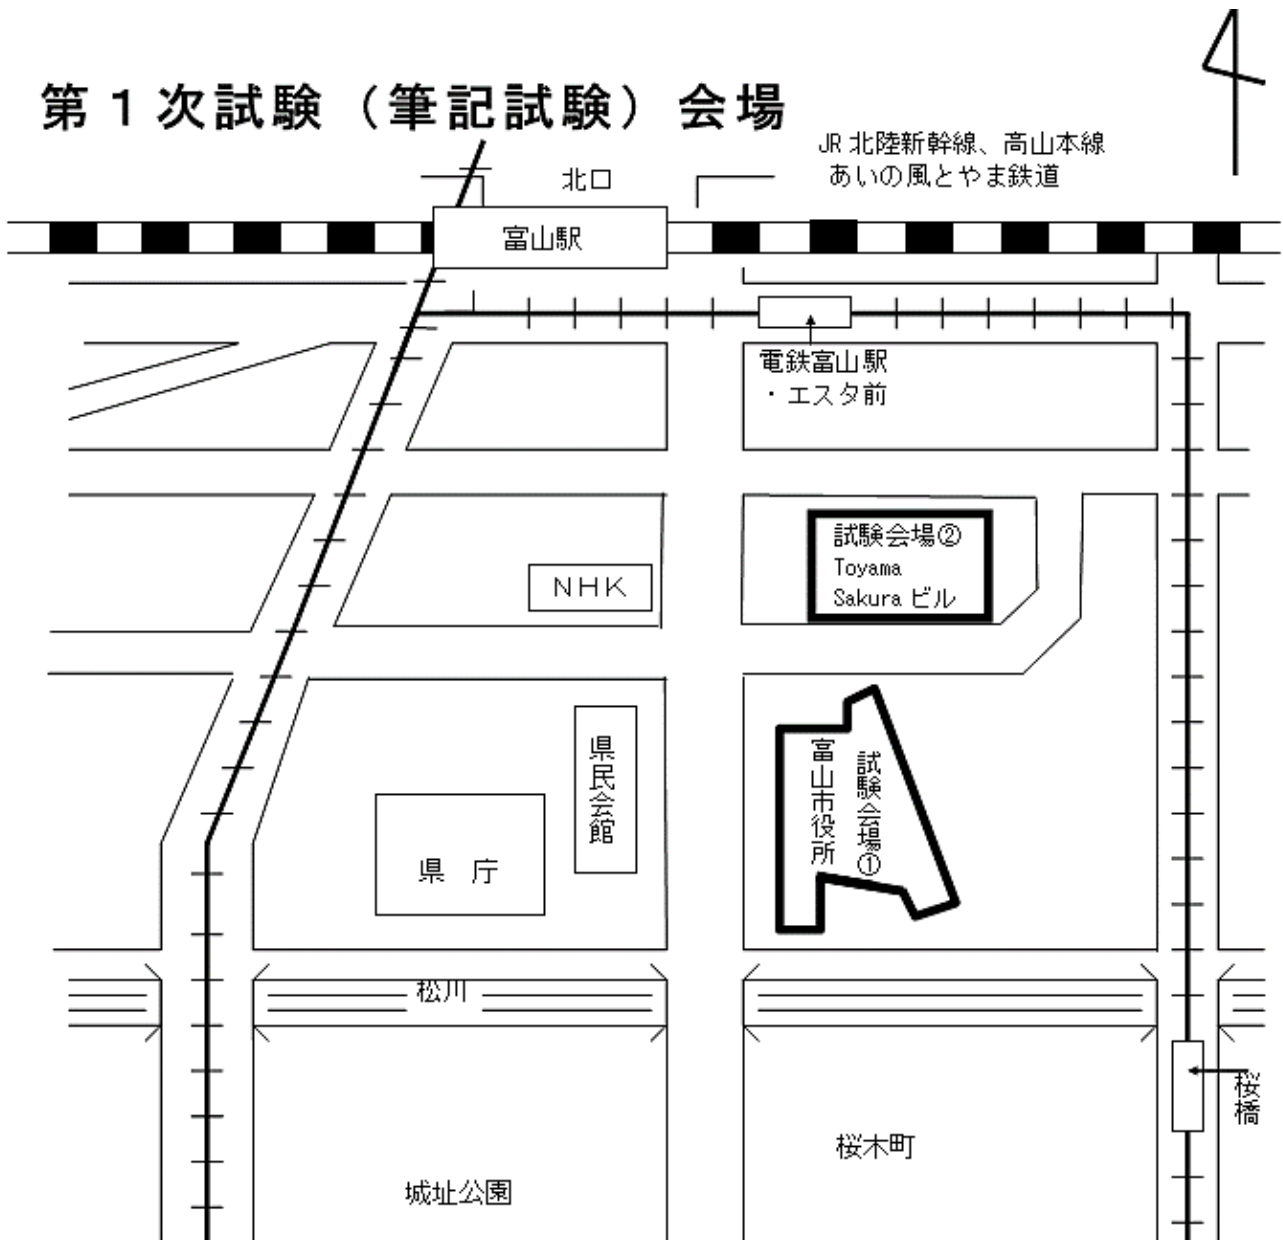 第１次試験（筆記試験）会場
JR 北陸新幹線、高山本線
あいの風とやま鉄道
北口
富山駅
電鉄富山駅
・エスタ前
試験会場②
Toyama
Sakura ビル
NHK
県民会館
試験会場①
富山市役所
県 庁
松川
桜橋
桜木町
城址公園